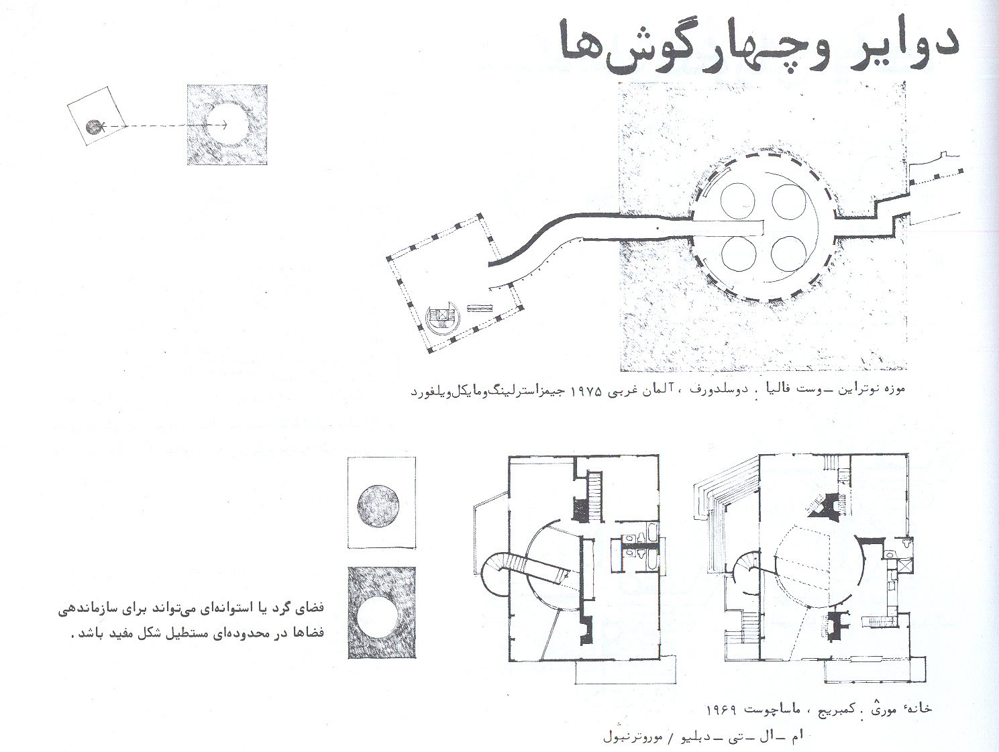 دوایر وچهارگوش‌ها
موزه نوتراین – وست فالیا . دوسلدورف ، آلمان غربی ۱۹۷۵ جیمزاسترلینگ‌ومایکل‌ویلفورد
فضای گرد یا استوانه‌ای می‌تواند برای سازماندهی
فضاها در محدوده‌ای مستطیل شکل مفید باشد .
خانهٔ موری . کمبریج ، ماساچوست ۱۹۶۹
ام – ال – تی – دبلیو / موروترنبول